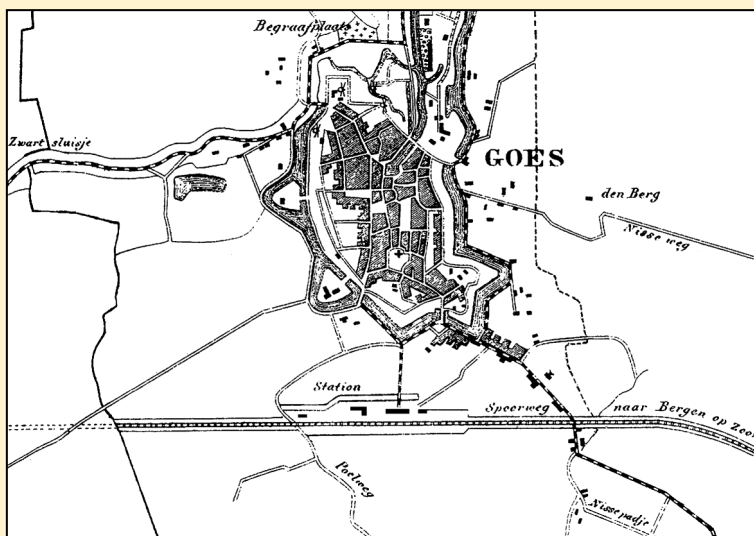 Begraafplaats
Zwart sluisje
GOES
den Berg
Nisse weg
Station
Spoorweg naar Bergen op Zoom
Poelweg
Nissepadje